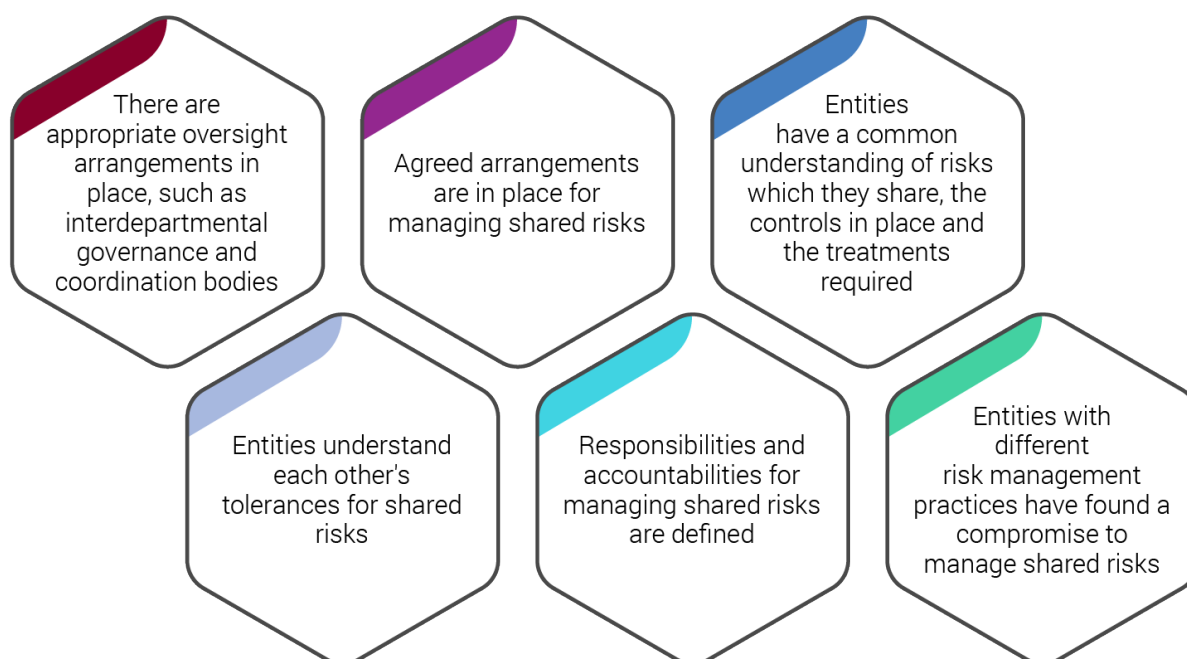 There are
appropriate oversight
arrangements in
place, such as
interdepartmental
governance and
coordination bodies
Agreed arrangements
are in place for
managing shared risks
Entities
have a common
understanding of risks
which they share, the
controls in place and
the treatments
required
Entities understand
each other's
tolerances for shared
risks
Responsibilities and
accountabilities for
managing shared risks
are defined
Entities with
different
risk management
practices have found a
compromise to
manage shared risks